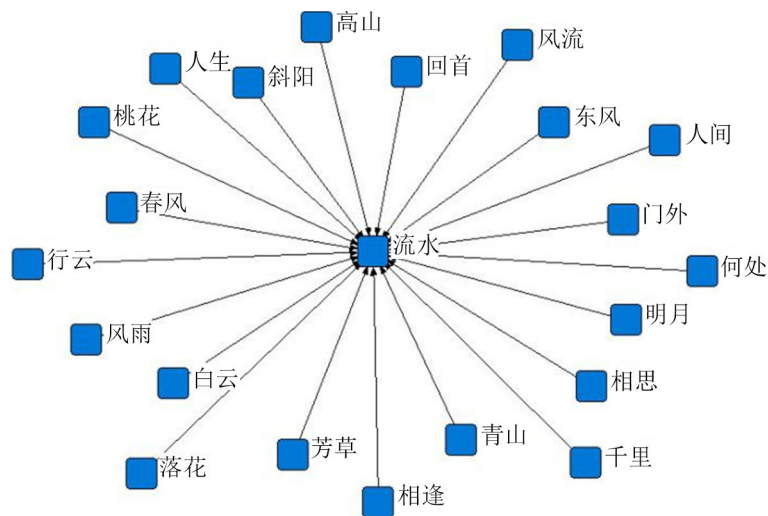 高山
风流
人生
斜阳
回首
桃花
东风
人间
春风
门外
流水
行云
何处
明月
风雨
白云
相思
青山
芳草
千里
落花
相逢